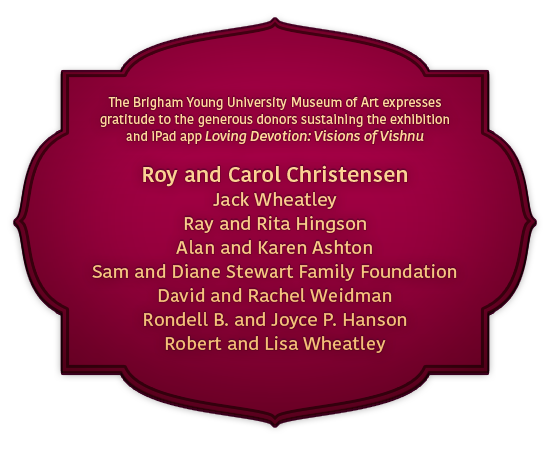 The Brigham Young University Museum of Art expresses
gratitude to the generous donors sustaining the exhibition
and iPad app Loving Devotion: Visions of Vishnu
Roy and Carol Christensen
Jack Wheatley
Ray and Rita Hingson
Alan and Karen Ashton
Sam and Diane Stewart Family Foundation
David and Rachel Weidman
Rondell B. and Joyce P. Hanson
Robert and Lisa Wheatley